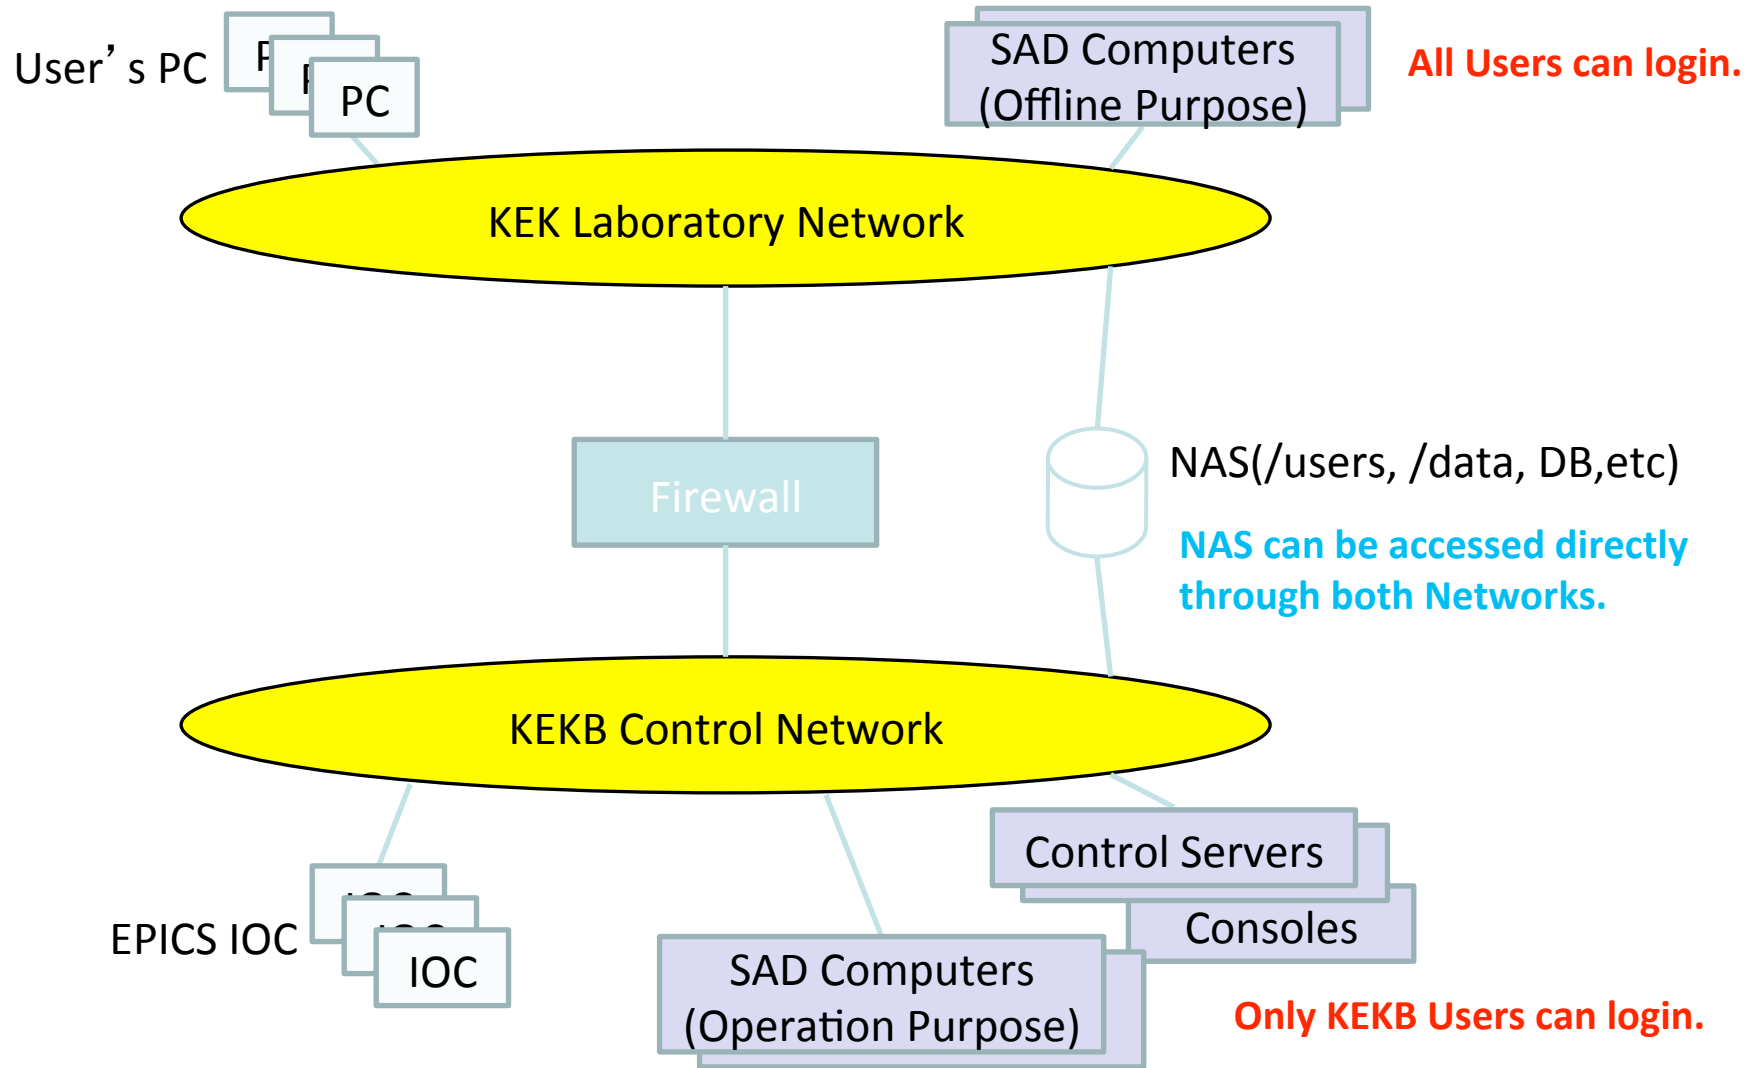 User’s PC
PC
SAD Computers
(Offline Purpose)
All Users can login.
KEK Laboratory Network
Firewall
NAS(/users, /data, DB,etc)
NAS can be accessed directly
through both Networks.
KEKB Control Network
EPICS IOC
IOC
Control Servers
Consoles
SAD Computers
(Operation Purpose)
Only KEKB Users can login.